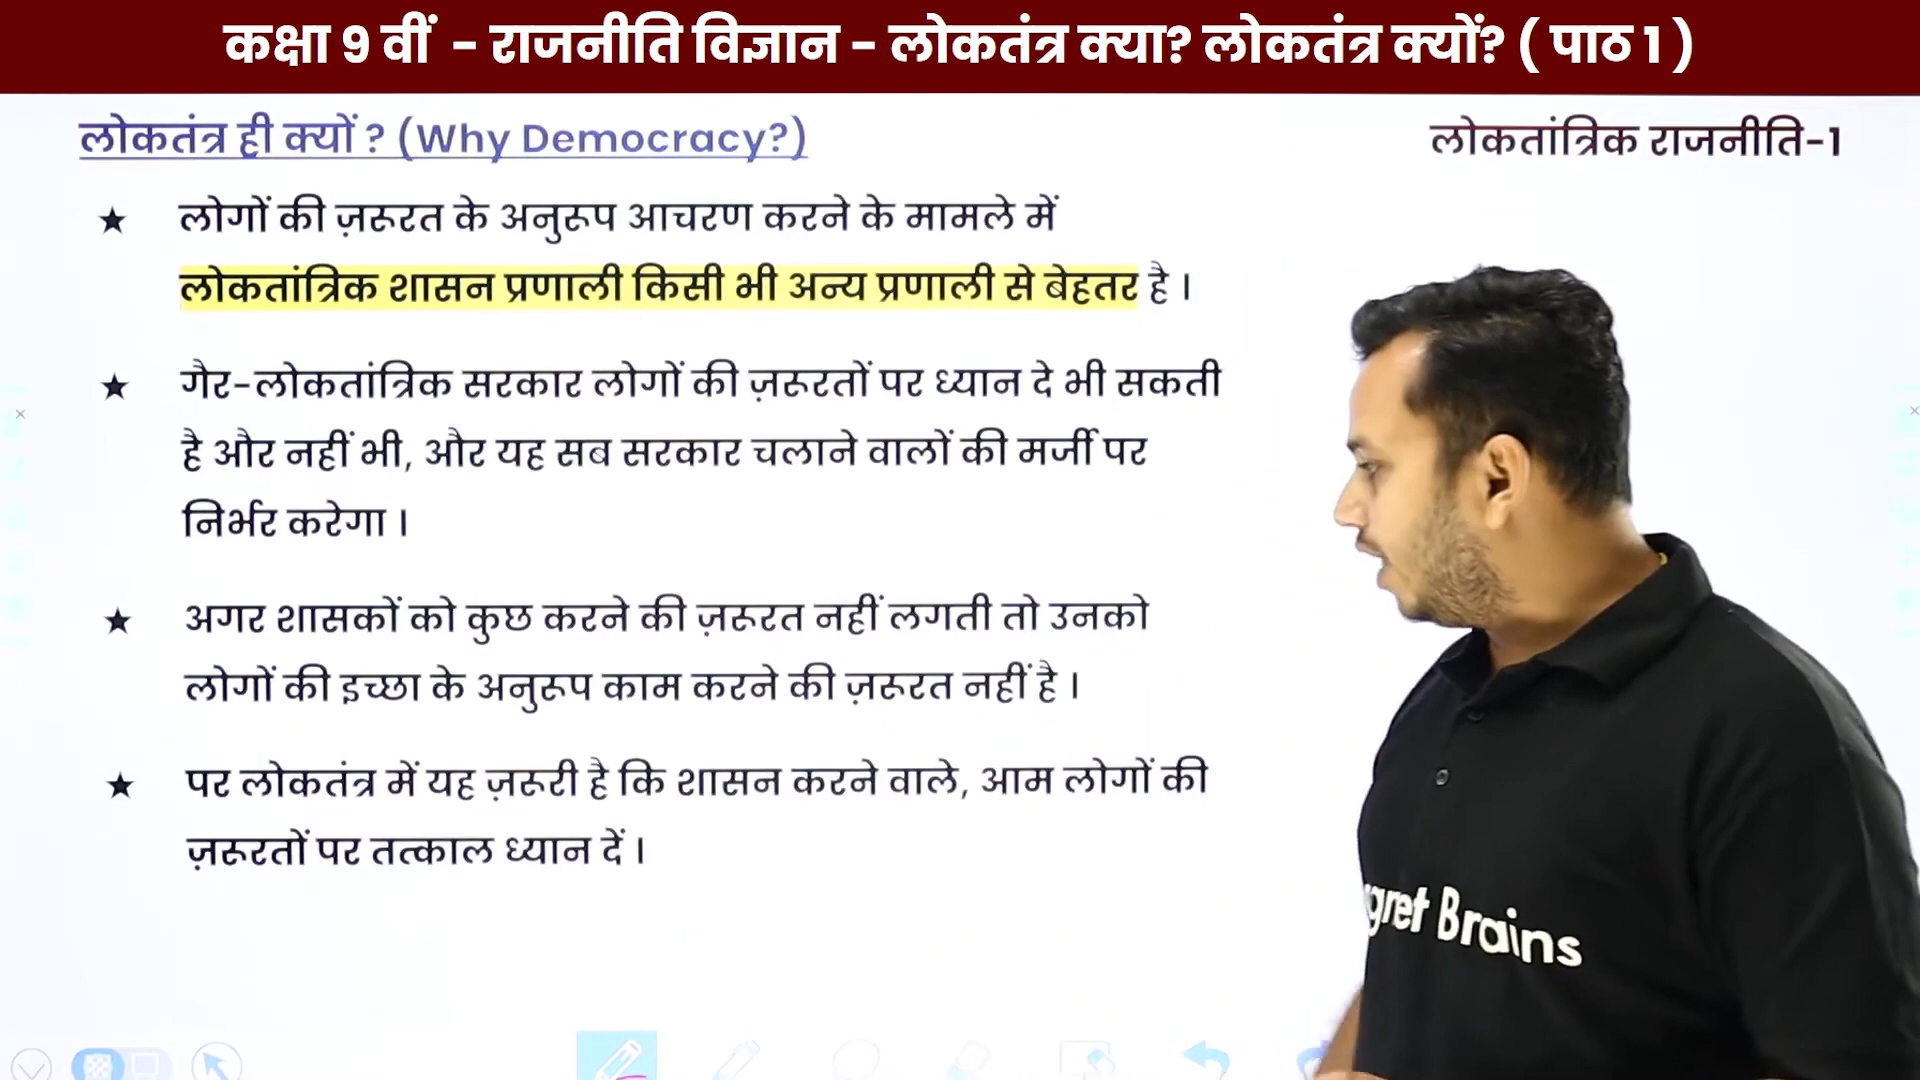 कक्षा 9 वीं - राजनीति विज्ञान - लोकतंत्र क्या? लोकतंत्र क्यों? ( पाठ 1 )
लोकतंत्र ही क्यों ? (Why Democracy?)
लोकतांत्रिक राजनीति-1
★ लोगों की ज़रूरत के अनुरूप आचरण करने के मामले में
लोकतांत्रिक शासन प्रणाली किसी भी अन्य प्रणाली से बेहतर है ।
★ गैर-लोकतांत्रिक सरकार लोगों की ज़रूरतों पर ध्यान दे भी सकती
है और नहीं भी, और यह सब सरकार चलाने वालों की मर्जी पर
निर्भर करेगा ।
★ अगर शासकों को कुछ करने की ज़रूरत नहीं लगती तो उनको
लोगों की इच्छा के अनुरूप काम करने की ज़रूरत नहीं है ।
★ पर लोकतंत्र में यह ज़रूरी है कि शासन करने वाले, आम लोगों की
ज़रूरतों पर तत्काल ध्यान दें ।
gret Brains